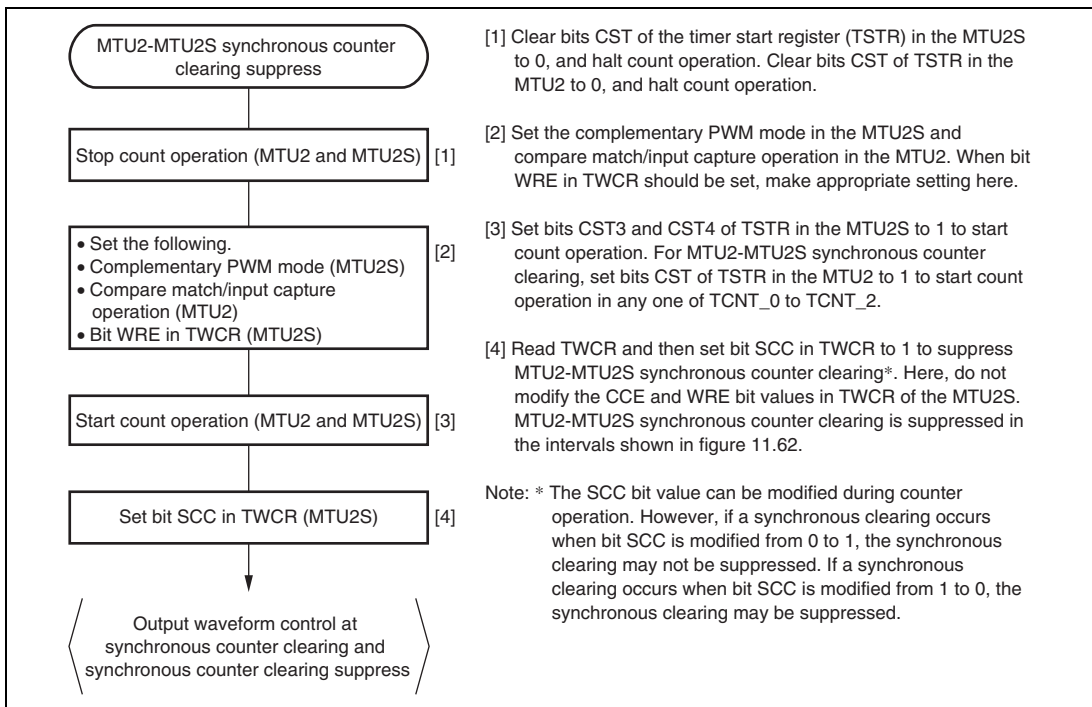 MTU2-MTU2S synchronous counter
clearing suppress
Stop count operation (MTU2 and MTU2S)
[1]
• Set the following.
• Complementary PWM mode (MTU2S)
• Compare match/input capture
operation (MTU2)
• Bit WRE in TWCR (MTU2S)
[2]
Start count operation (MTU2 and MTU2S)
[3]
Set bit SCC in TWCR (MTU2S)
[4]
Output waveform control at
synchronous counter clearing and
synchronous counter clearing suppress
[1] Clear bits CST of the timer start register (TSTR) in the MTU2S
to 0, and halt count operation. Clear bits CST of TSTR in the
MTU2 to 0, and halt count operation.
[2] Set the complementary PWM mode in the MTU2S and
compare match/input capture operation in the MTU2. When bit
WRE in TWCR should be set, make appropriate setting here.
[3] Set bits CST3 and CST4 of TSTR in the MTU2S to 1 to start
count operation. For MTU2-MTU2S synchronous counter
clearing, set bits CST of TSTR in the MTU2 to 1 to start count
operation in any one of TCNT_0 to TCNT_2.
[4] Read TWCR and then set bit SCC in TWCR to 1 to suppress
MTU2-MTU2S synchronous counter clearing*. Here, do not
modify the CCE and WRE bit values in TWCR of the MTU2S.
MTU2-MTU2S synchronous counter clearing is suppressed in
the intervals shown in figure 11.62.
Note: * The SCC bit value can be modified during counter
operation. However, if a synchronous clearing occurs
when bit SCC is modified from 0 to 1, the synchronous
clearing may not be suppressed. If a synchronous
clearing occurs when bit SCC is modified from 1 to 0, the
synchronous clearing may be suppressed.